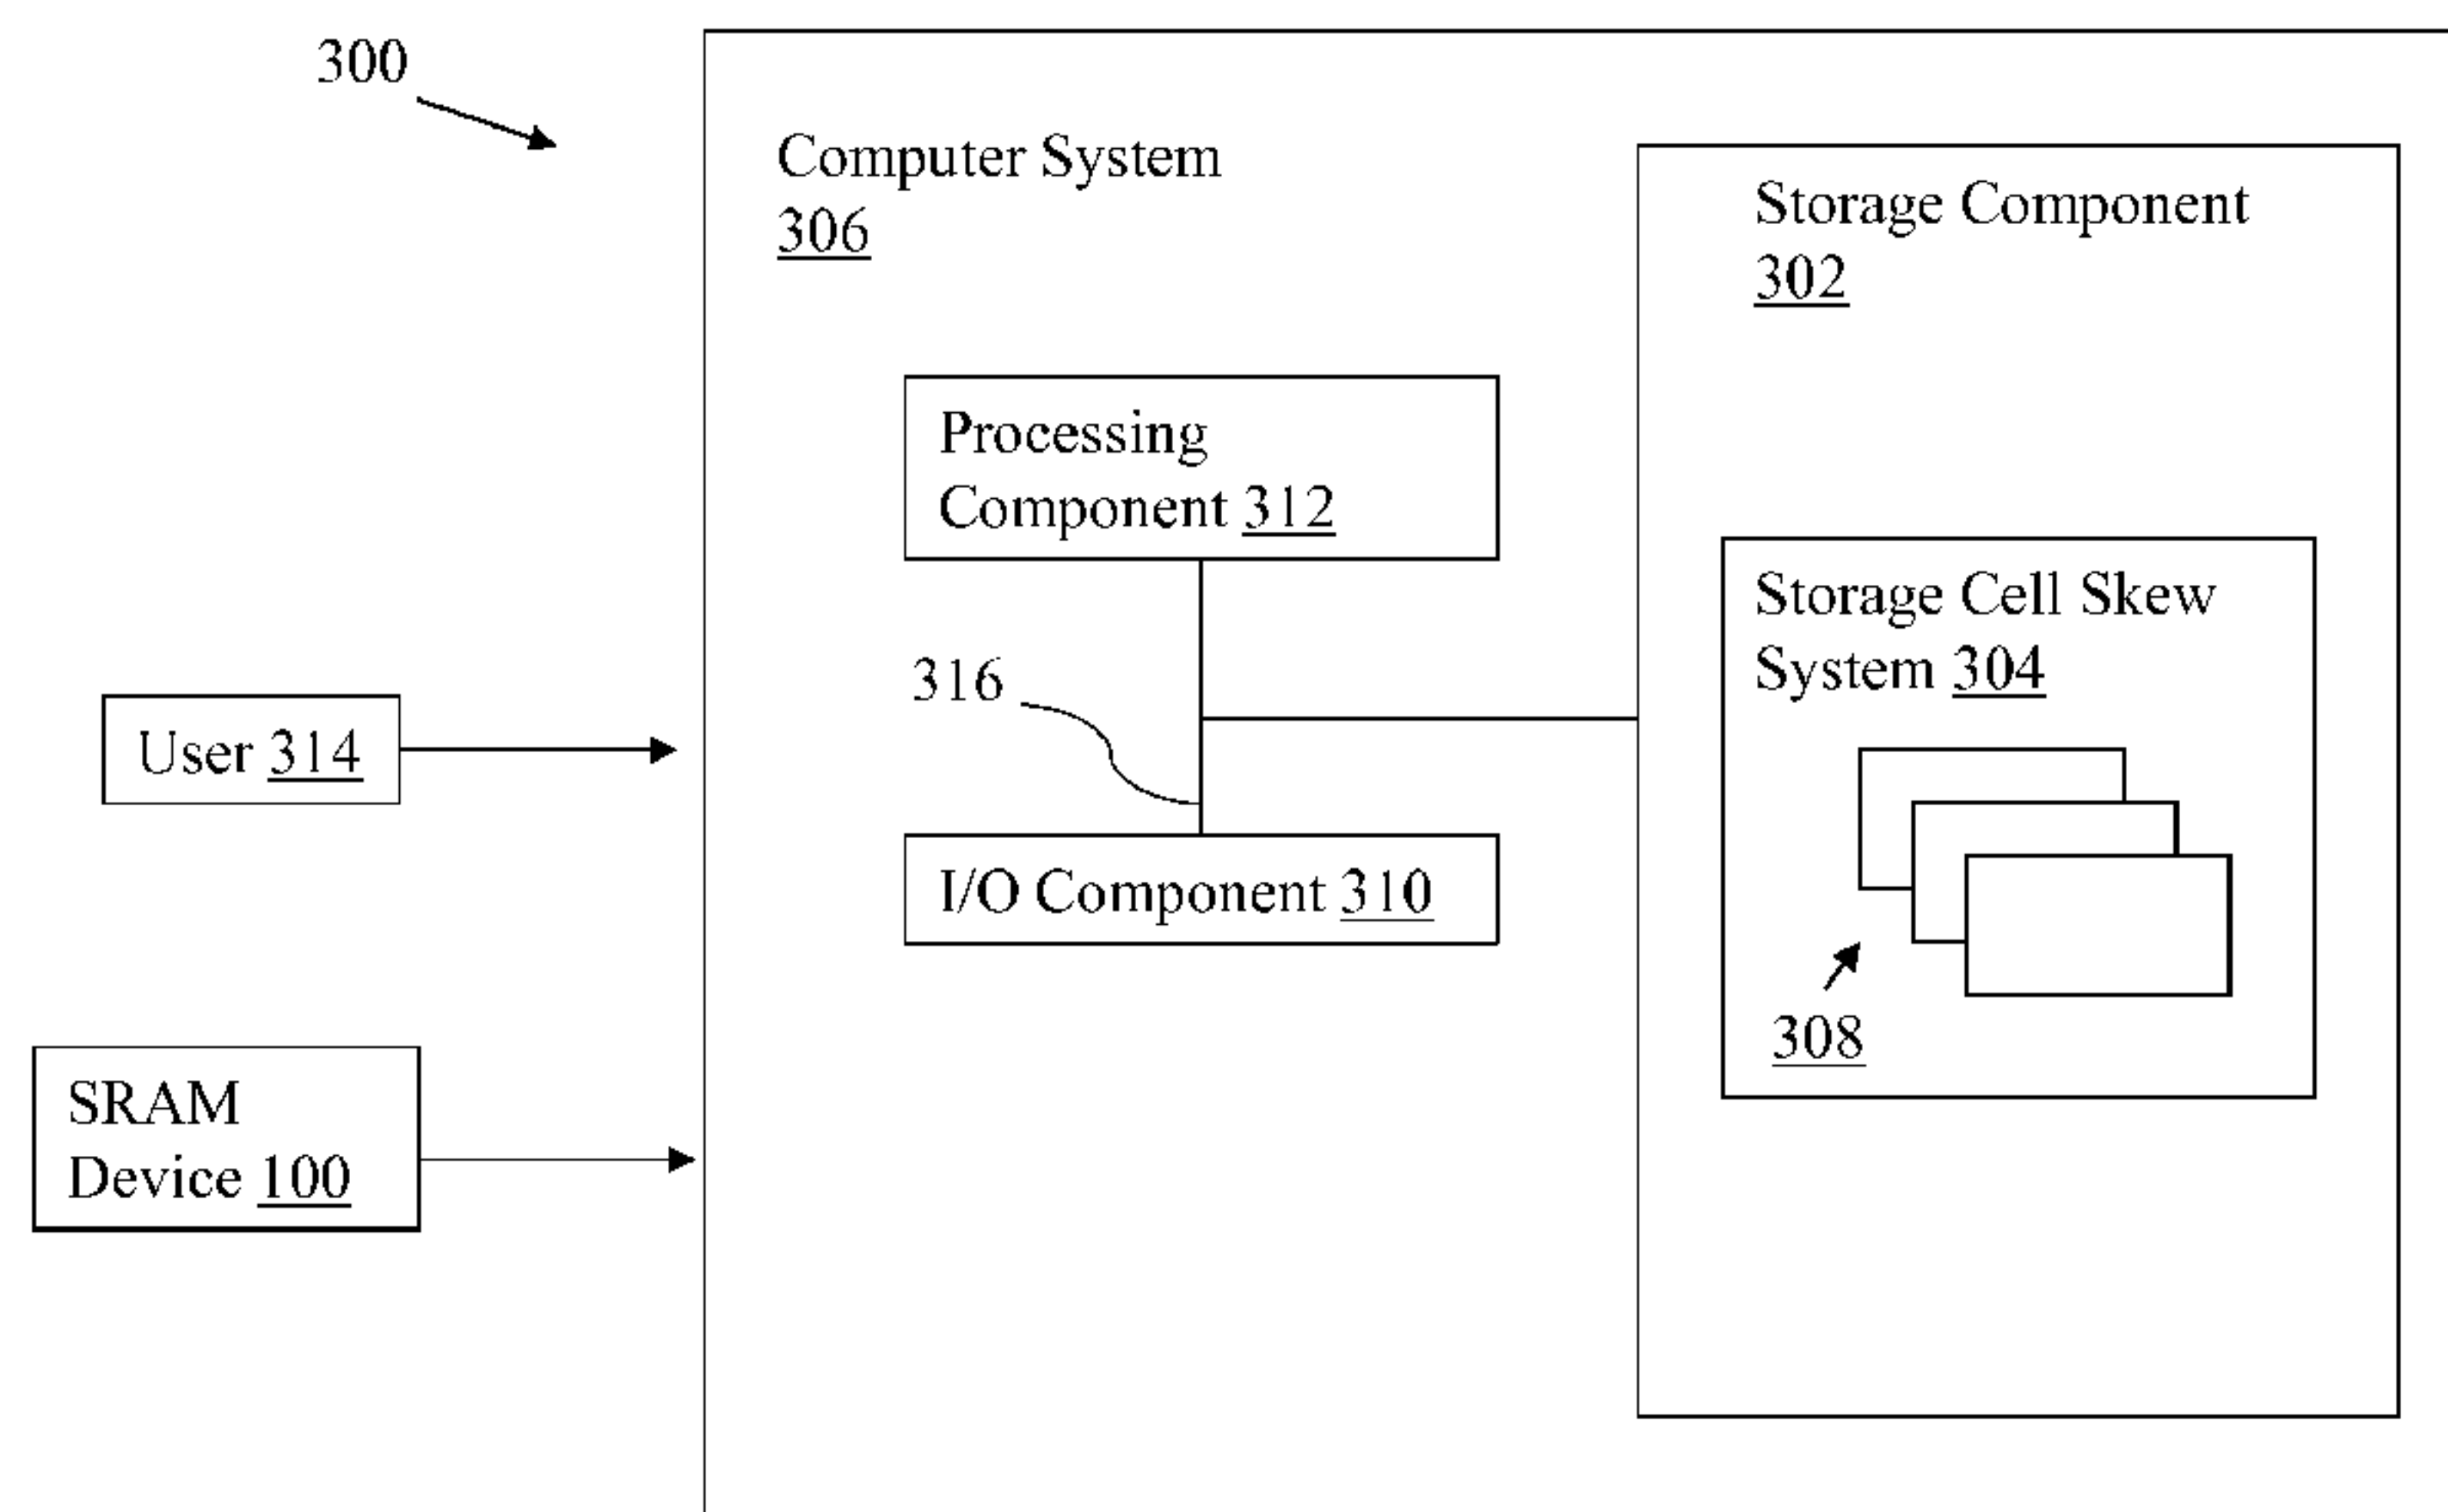 300
Computer System
306
Storage Component
302
Processing
Component 312
Storage Cell Skew
System 304
316
User 314
I/O Component 310
308
SRAM
Device 100